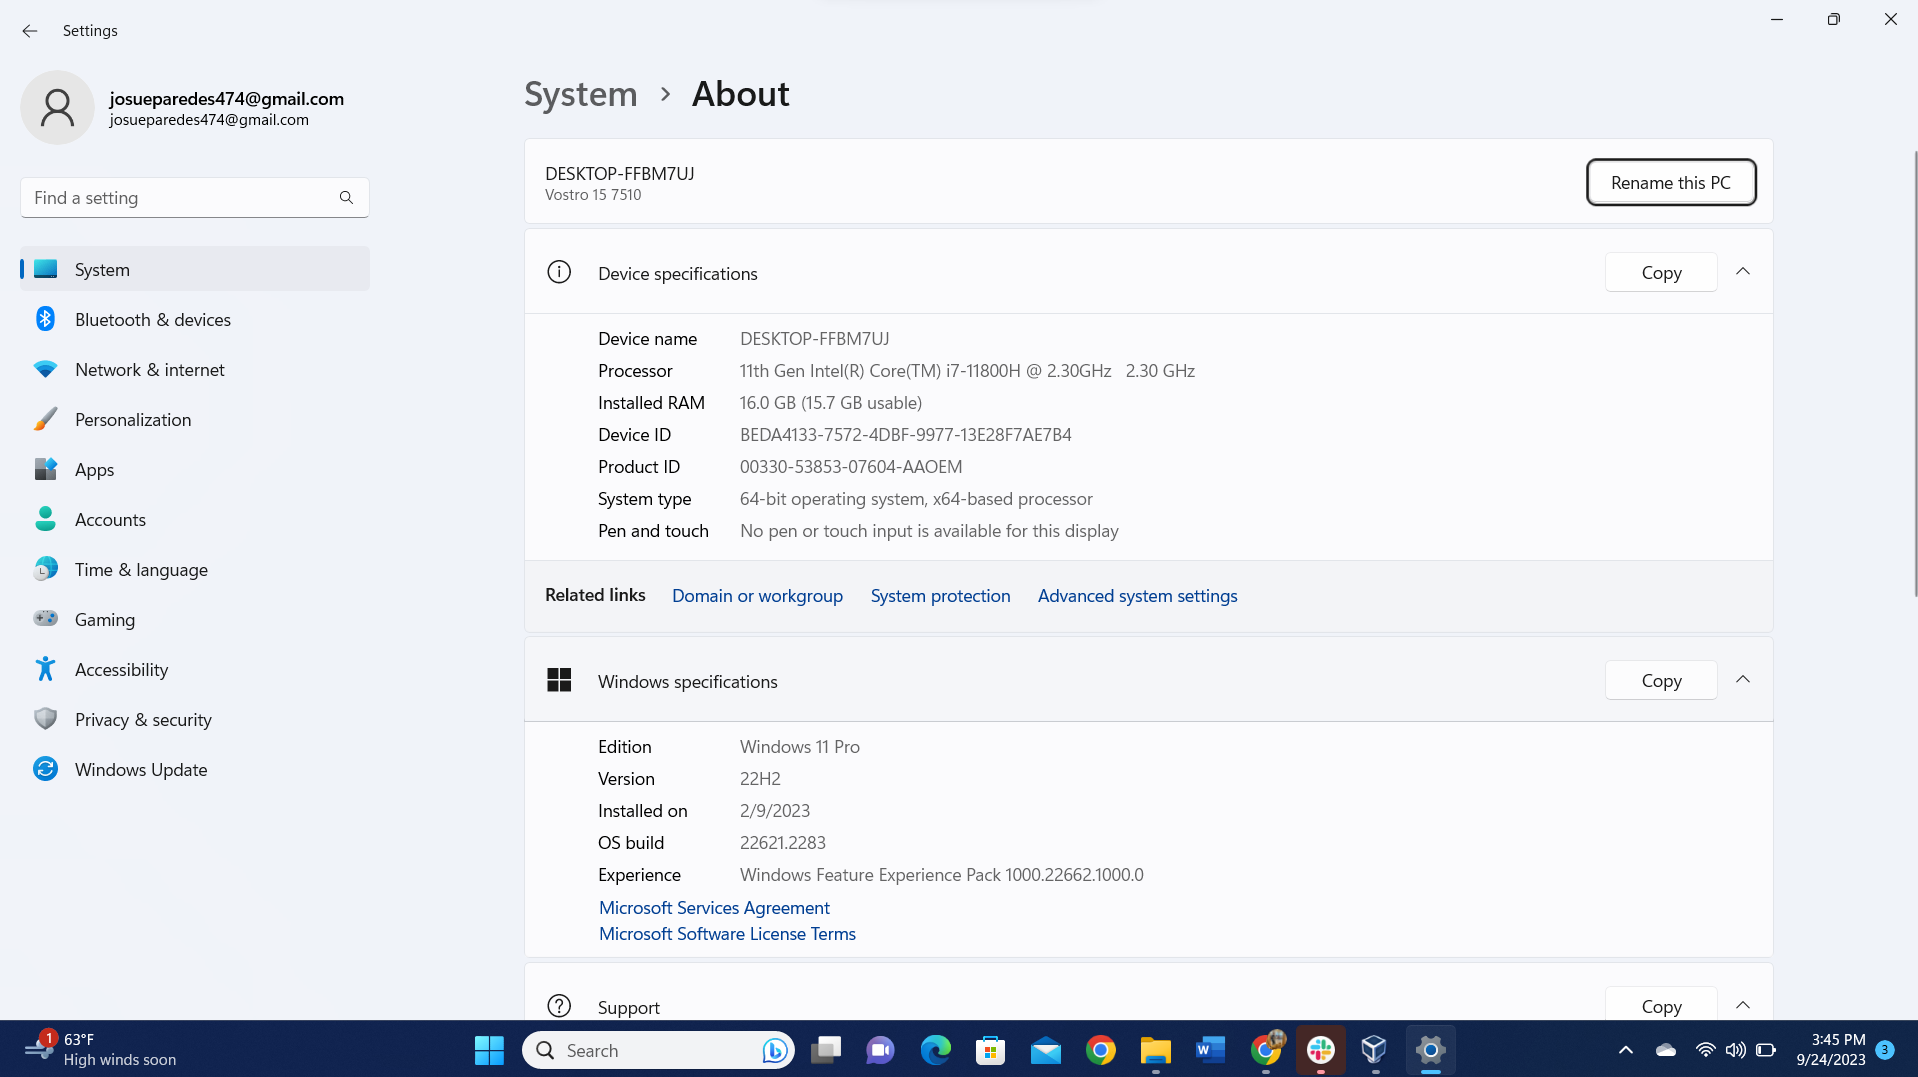 Settings
josueparedes474@gmail.com
josueparedes474@gmail.com
Find a setting
System
Bluetooth & devices
Network & internet
Personalization
Apps
Accounts
Time & language
Gaming
Accessibility
Privacy & security
Windows Update
System > About
DESKTOP-FFBM7UJ
Vostro 15 7510
Rename this PC
Device specifications
Copy
Device name DESKTOP-FFBM7UJ
Processor 11th Gen Intel(R) Core(TM) i7-11800H @ 2.30GHz 2.30 GHz
Installed RAM 16.0 GB (15.7 GB usable)
Device ID BEDA4133-7572-4DBF-9977-13E28F7AE7B4
Product ID 00330-53853-07604-AAOEM
System type 64-bit operating system, x64-based processor
Pen and touch No pen or touch input is available for this display
Related links Domain or workgroup System protection Advanced system settings
Windows specifications
Copy
Edition Windows 11 Pro
Version 22H2
Installed on 2/9/2023
OS build 22621.2283
Experience Windows Feature Experience Pack 1000.22662.1000.0
Microsoft Services Agreement
Microsoft Software License Terms
Support
Copy
1
63°F
High winds soon
Search
W
3:45 PM
9/24/2023
3